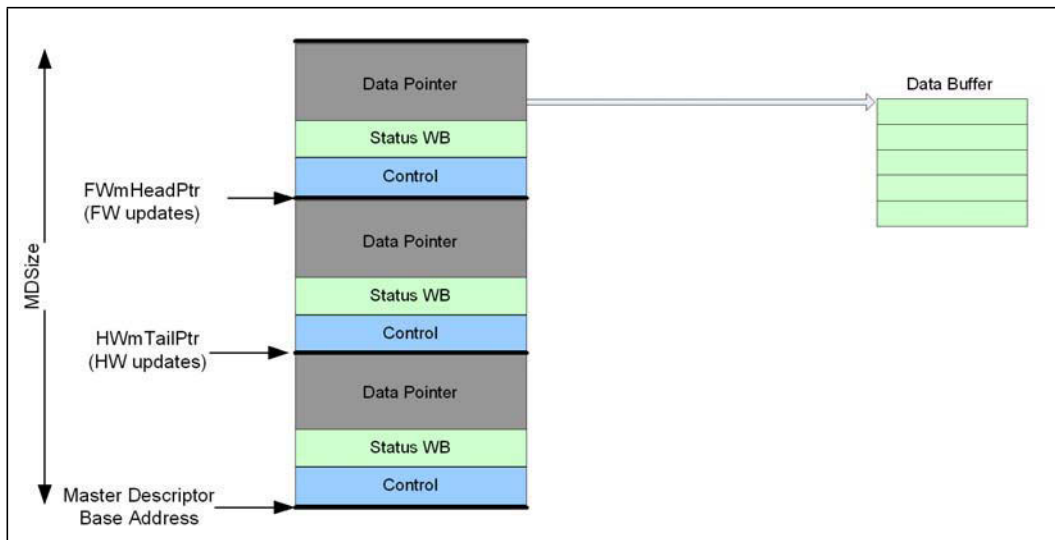 Data Pointer
Data Buffer
Status WB
Control
FWmHeadPtr
(FW updates)
Data Pointer
MDSize
Status WB
HWmTailPtr
(HW updates)
Control
Data Pointer
Status WB
Control
Master Descriptor
Base Address